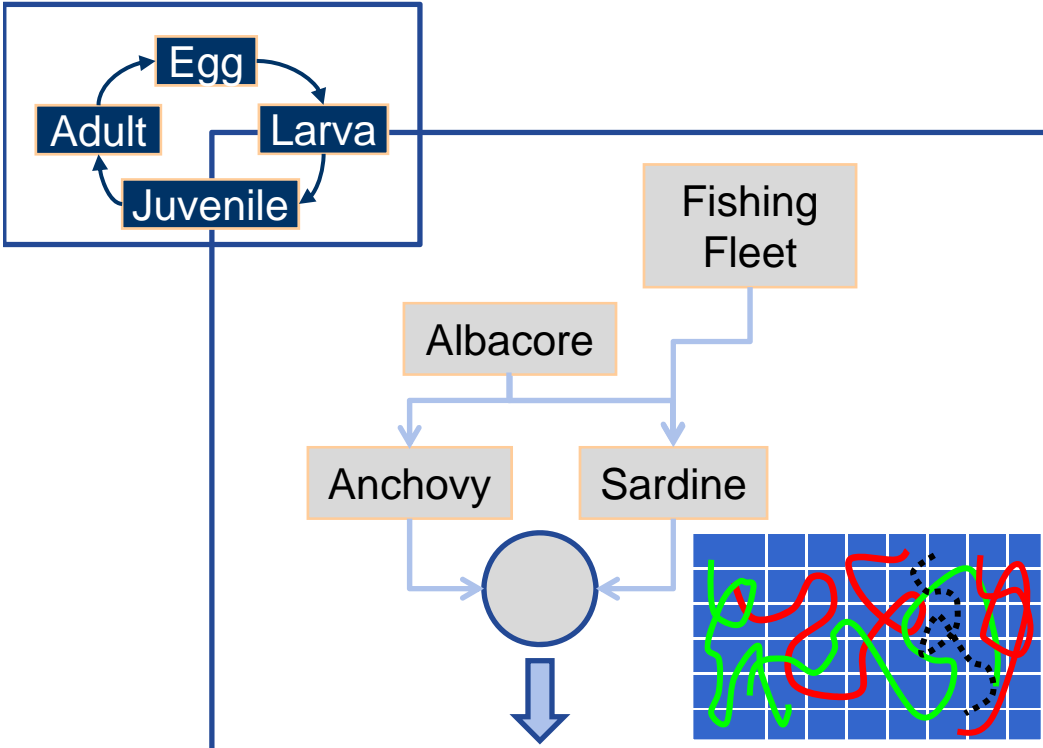 Egg
Adult
Larva
Juvenile
Fishing
Fleet
Albacore
Anchovy
Sardine